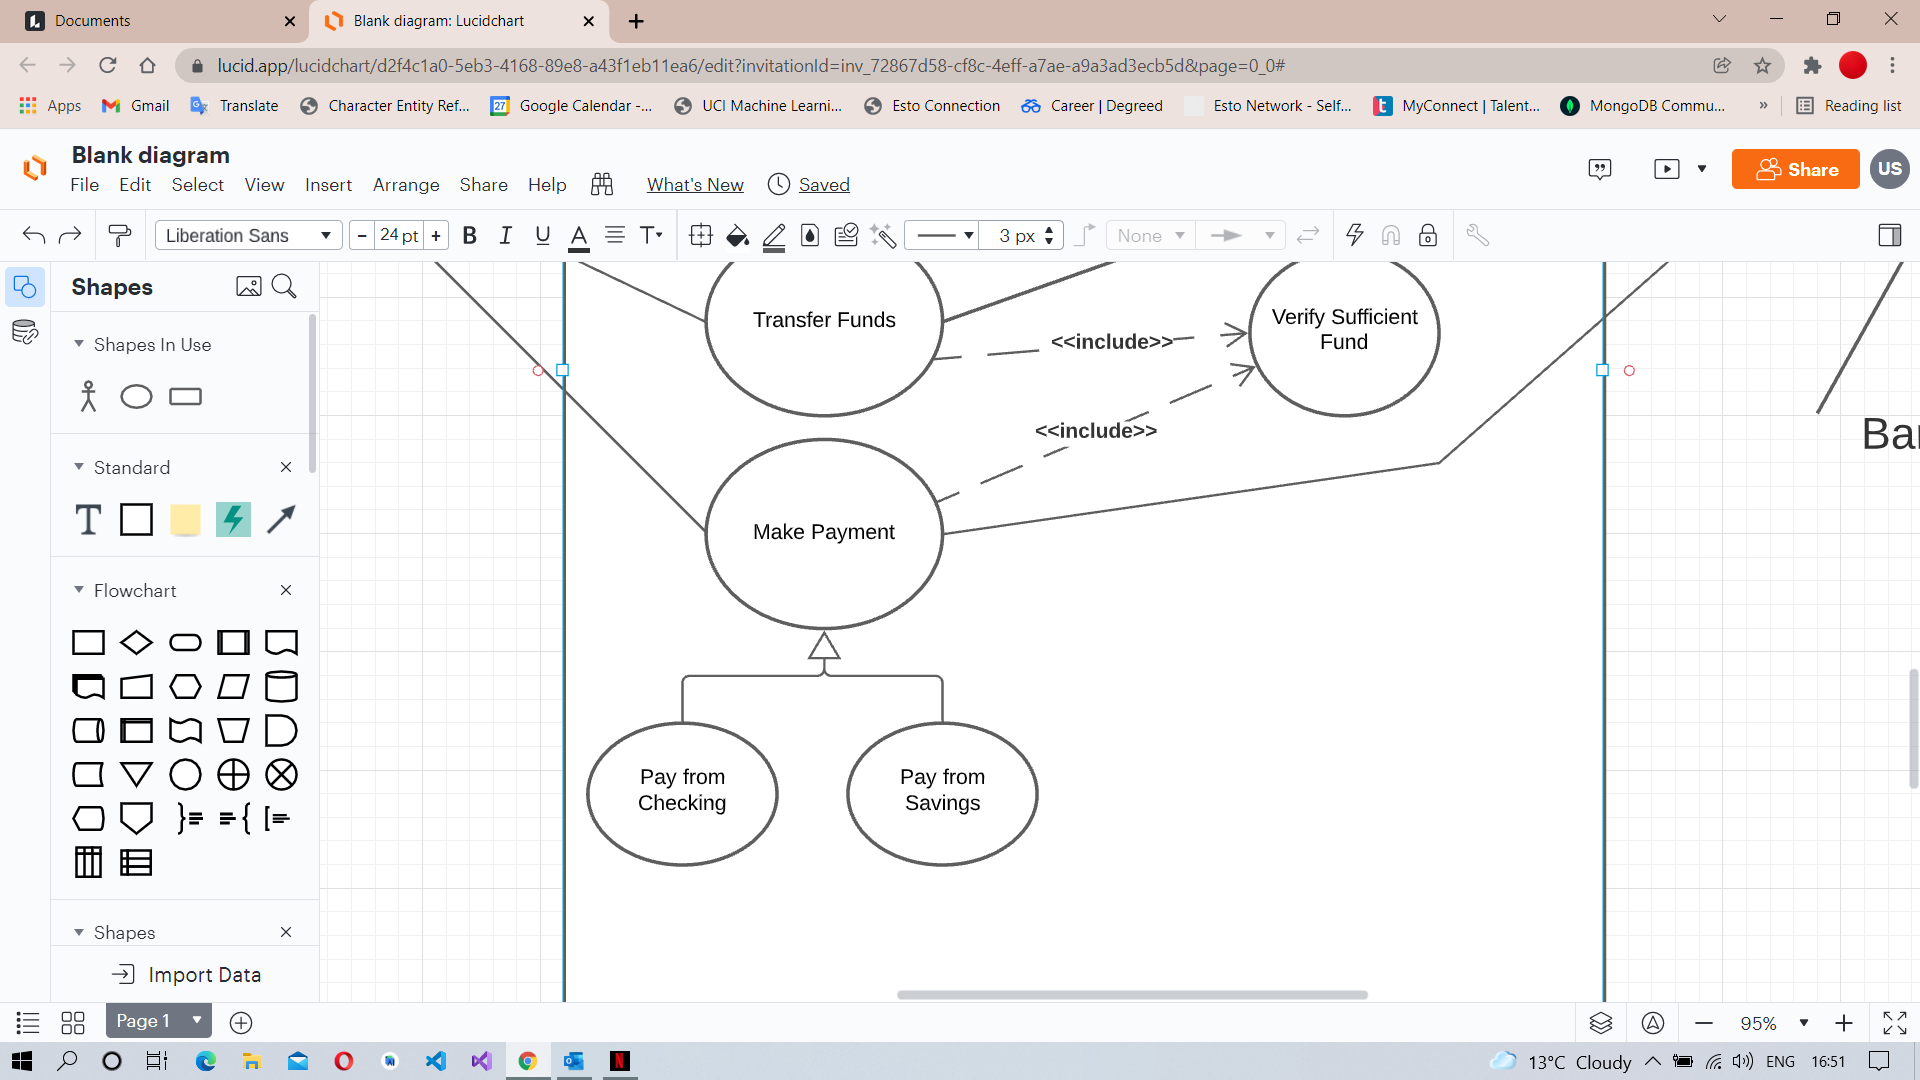 Documents
Blank diagram: Lucidchart
lucid.app/lucidchart/d2f4c1a0-5eb3-4168-89e8-a43f1eb11ea6/edit?invitationId=inv_72867d58-cf8c-4eff-a7ae-a9a3ad3ecb5d&page=0_0#
Apps
Gmail
Translate
Character Entity Ref...
27
Google Calendar -...
UCI Machine Learni...
Esto Connection
Career | Degreed
Esto Network - Self...
MyConnect | Talent...
MongoDB Commu...
»
Reading list
Blank diagram
File
Edit
Select
View
Insert
Arrange
Share
Help
What's New
Saved
Share
US
Liberation Sans
- 24 pt +
B
I
U
A
T
3 px
None
Shapes
Shapes In Use
Standard
T
Flowchart
Shapes
Import Data
Transfer Funds
<<include>>
Verify Sufficient
Fund
<<include>>
Make Payment
Pay from
Checking
Pay from
Savings
Bar
Page 1
95%
13°C Cloudy
ENG
16:51